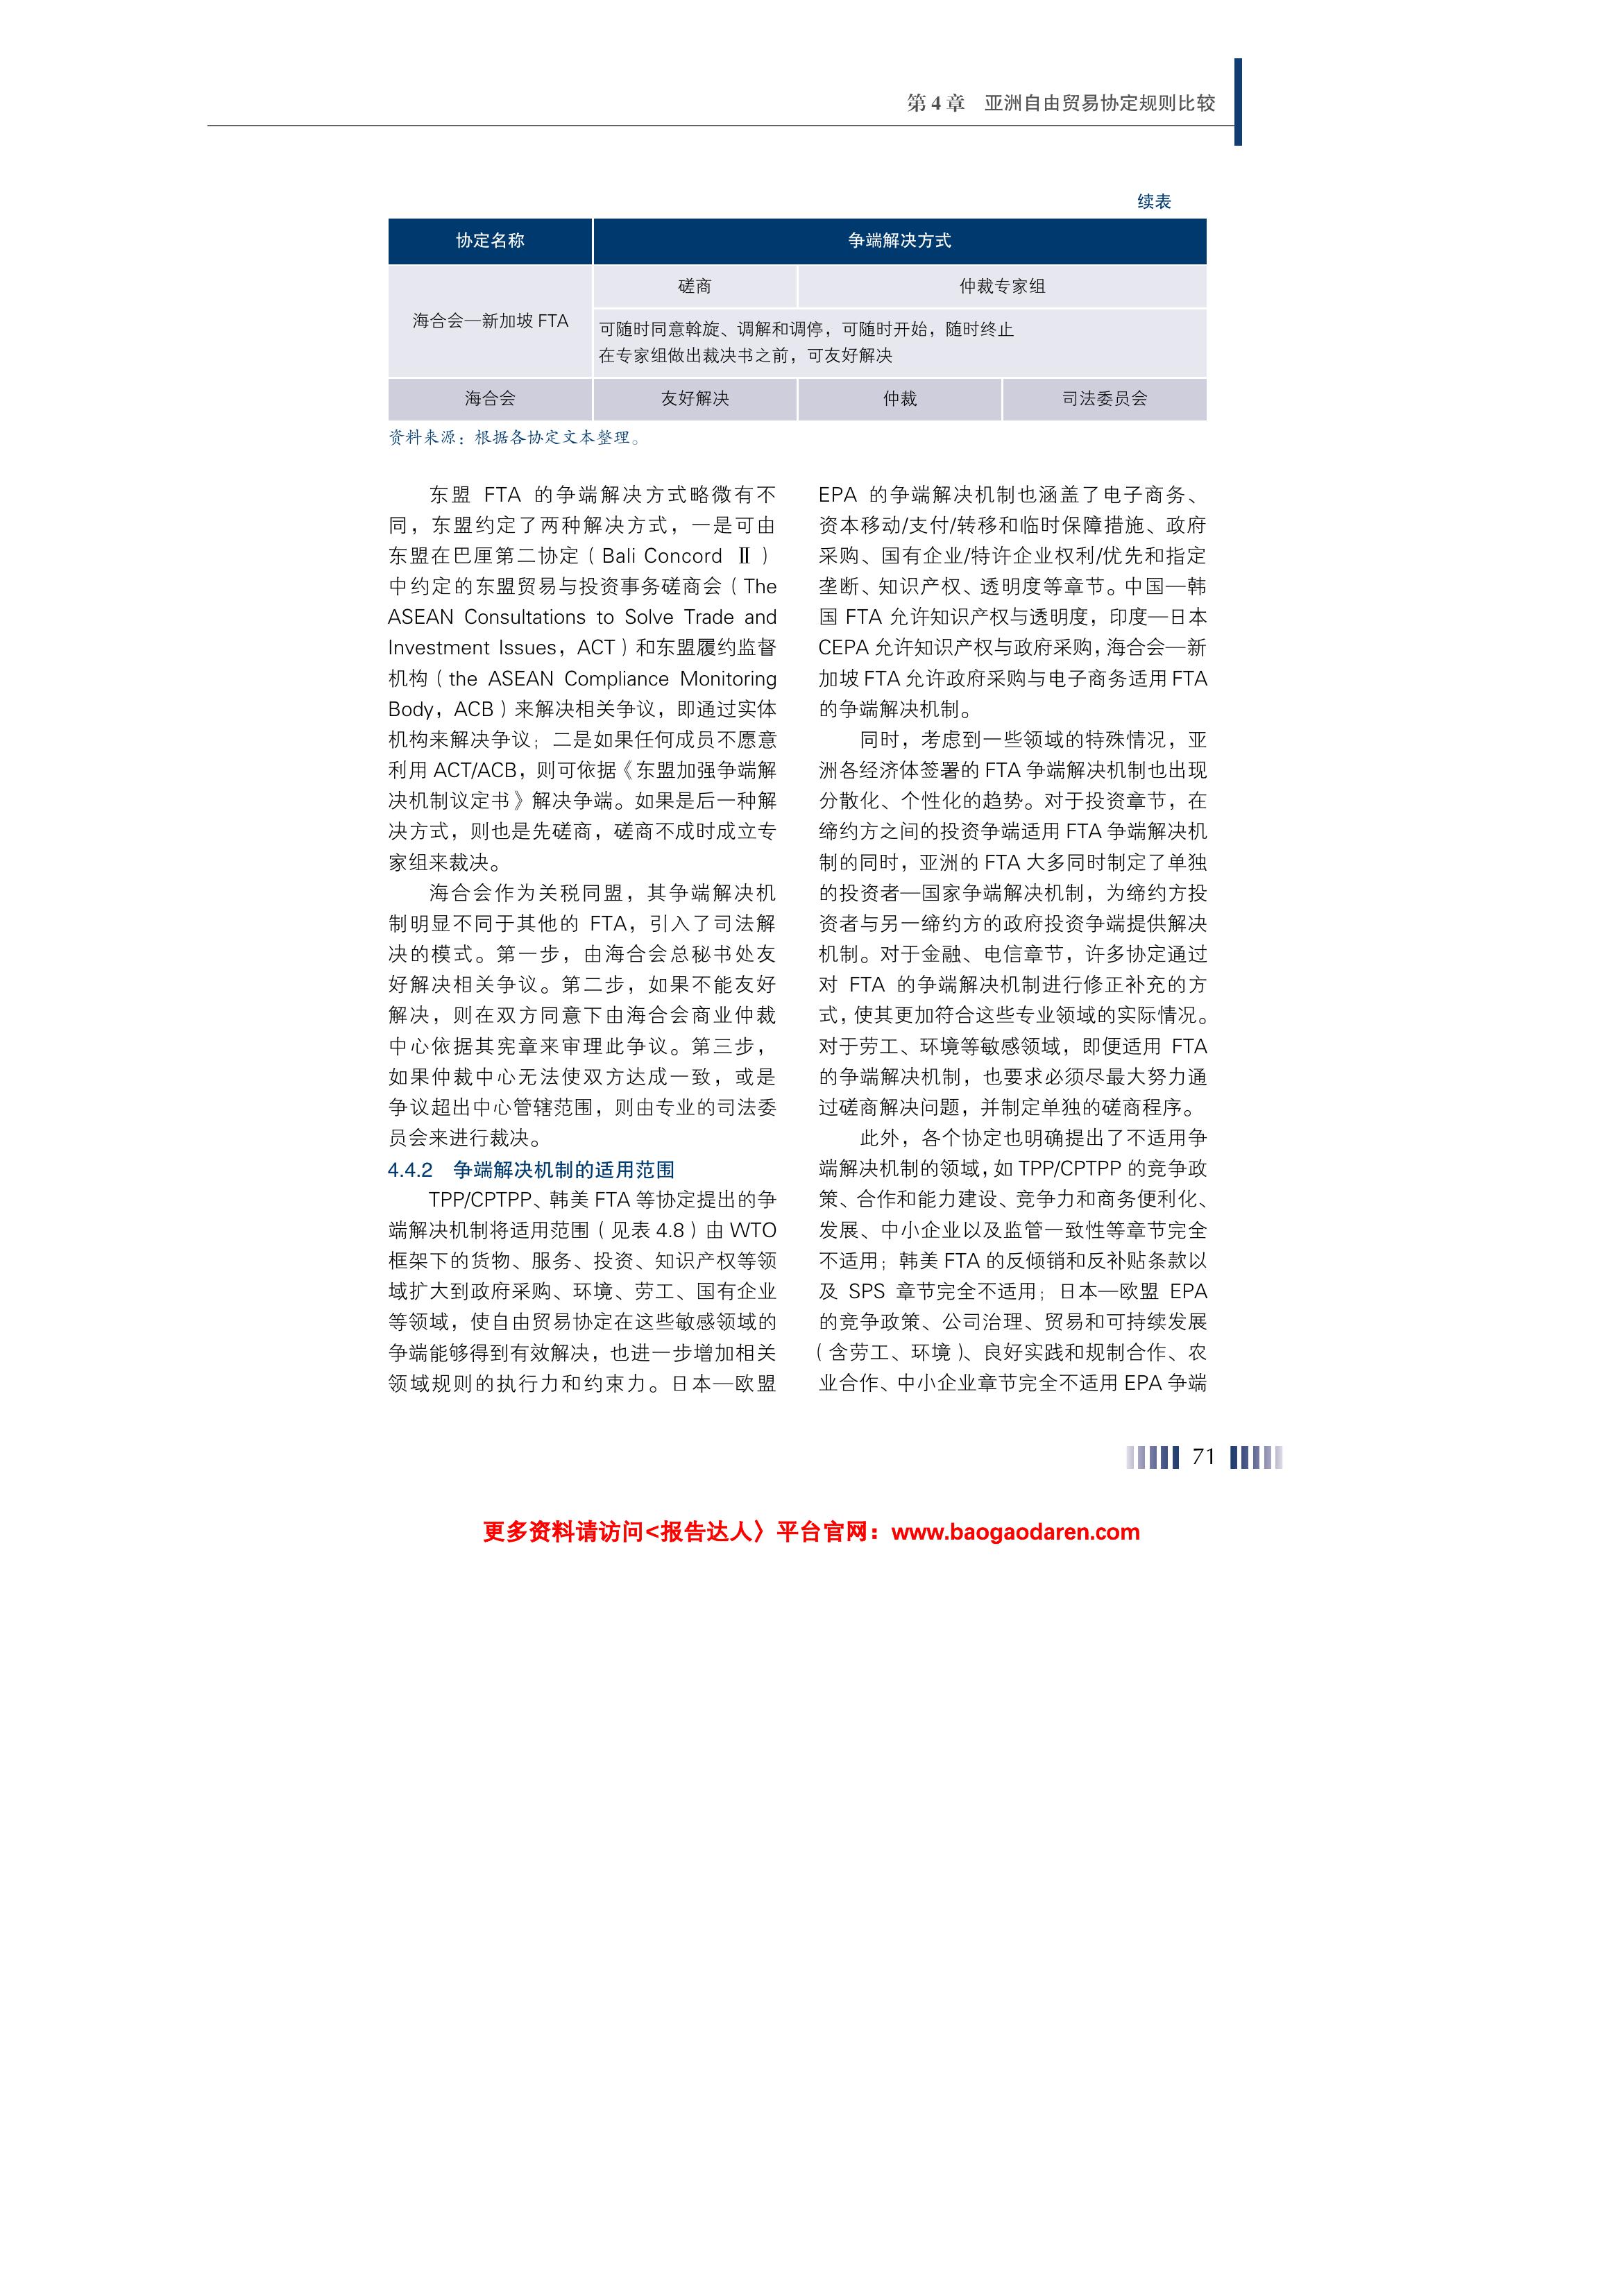 第4章 亚洲自由贸易协定规则比较
续表
协定名称 争端解决方式
海合会—新加坡 FTA
磋商 仲裁专家组
可随时同意斡旋、调解和调停，可随时开始，随时终止
在专家组做出裁决书之前，可友好解决
海合会 友好解决 仲裁 司法委员会
资料来源：根据各协定文本整理。
东盟 FTA 的争端解决方式略微有不
同，东盟约定了两种解决方式，一是可由
东盟在巴厘第二协定（Bali Concord Ⅱ）
中约定的东盟贸易与投资事务磋商会（The
ASEAN Consultations to Solve Trade and
Investment Issues，ACT）和东盟履约监督
机构（the ASEAN Compliance Monitoring
Body，ACB）来解决相关争议，即通过实体
机构来解决争议；二是如果任何成员不愿意
利用 ACT/ACB，则可依据《东盟加强争端解
决机制议定书》解决争端。如果是后一种解
决方式，则也是先磋商，磋商不成时成立专
家组来裁决。
海合会作为关税同盟，其争端解决机
制明显不同于其他的 FTA，引入了司法解
决的模式。第一步，由海合会总秘书处友
好解决相关争议。第二步，如果不能友好
解决，则在双方同意下由海合会商业仲裁
中心依据其宪章来审理此争议。第三步，
如果仲裁中心无法使双方达成一致，或是
争议超出中心管辖范围，则由专业的司法委
员会来进行裁决。
4.4.2 争端解决机制的适用范围
TPP/CPTPP、韩美 FTA 等协定提出的争
端解决机制将适用范围（见表 4.8）由 WTO
框架下的货物、服务、投资、知识产权等领
域扩大到政府采购、环境、劳工、国有企业
等领域，使自由贸易协定在这些敏感领域的
争端能够得到有效解决，也进一步增加相关
领域规则的执行力和约束力。日本—欧盟
EPA 的争端解决机制也涵盖了电子商务、
资本移动/支付/转移和临时保障措施、政府
采购、国有企业/特许企业权利/优先和指定
垄断、知识产权、透明度等章节。中国—韩
国 FTA 允许知识产权与透明度，印度—日本
CEPA 允许知识产权与政府采购，海合会—新
加坡 FTA 允许政府采购与电子商务适用 FTA
的争端解决机制。
同时，考虑到一些领域的特殊情况，亚
洲各经济体签署的 FTA 争端解决机制也出现
分散化、个性化的趋势。对于投资章节，在
缔约方之间的投资争端适用 FTA 争端解决机
制的同时，亚洲的 FTA 大多同时制定了单独
的投资者—国家争端解决机制，为缔约方投
资者与另一缔约方的政府投资争端提供解决
机制。对于金融、电信章节，许多协定通过
对 FTA 的争端解决机制进行修正补充的方
式，使其更加符合这些专业领域的实际情况。
对于劳工、环境等敏感领域，即便适用 FTA
的争端解决机制，也要求必须尽最大努力通
过磋商解决问题，并制定单独的磋商程序。
此外，各个协定也明确提出了不适用争
端解决机制的领域，如 TPP/CPTPP 的竞争政
策、合作和能力建设、竞争力和商务便利化、
发展、中小企业以及监管一致性等章节完全
不适用；韩美 FTA 的反倾销和反补贴条款以
及 SPS 章节完全不适用；日本—欧盟 EPA
的竞争政策、公司治理、贸易和可持续发展
（含劳工、环境）、良好实践和规制合作、农
业合作、中小企业章节完全不适用 EPA 争端
71
更多资料请访问<报告达人〉平台官网：www.baogaodaren.com